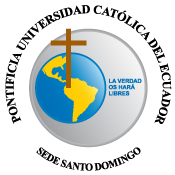 PONTIFICIA UNIVERSIDAD CATÓLICA DEL ECUADOR
LA VERDAD
OS HARÁ
LIBRES
SEDE SANTO DOMINGO